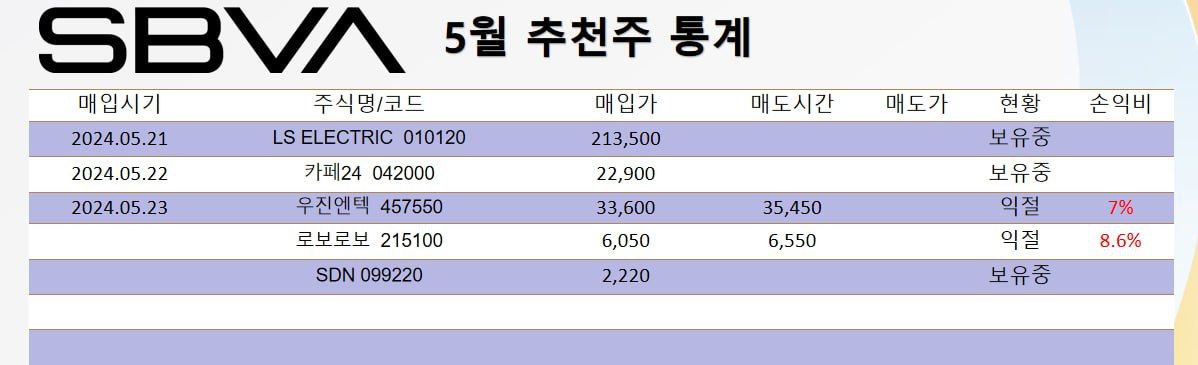 SBVA 5월 추천주 통계
매입시기 주식명/코드 매입가 매도시간 매도가 현황 손익비
2024.05.21 LS ELECTRIC 010120 213,500 보유중
2024.05.22 카페24 042000 22,900 보유중
2024.05.23 우진엔텍 457550 33,600 35,450 익절 7%
로보로보 215100 6,050 6,550 익절 8.6%
SDN 099220 2,220 보유중